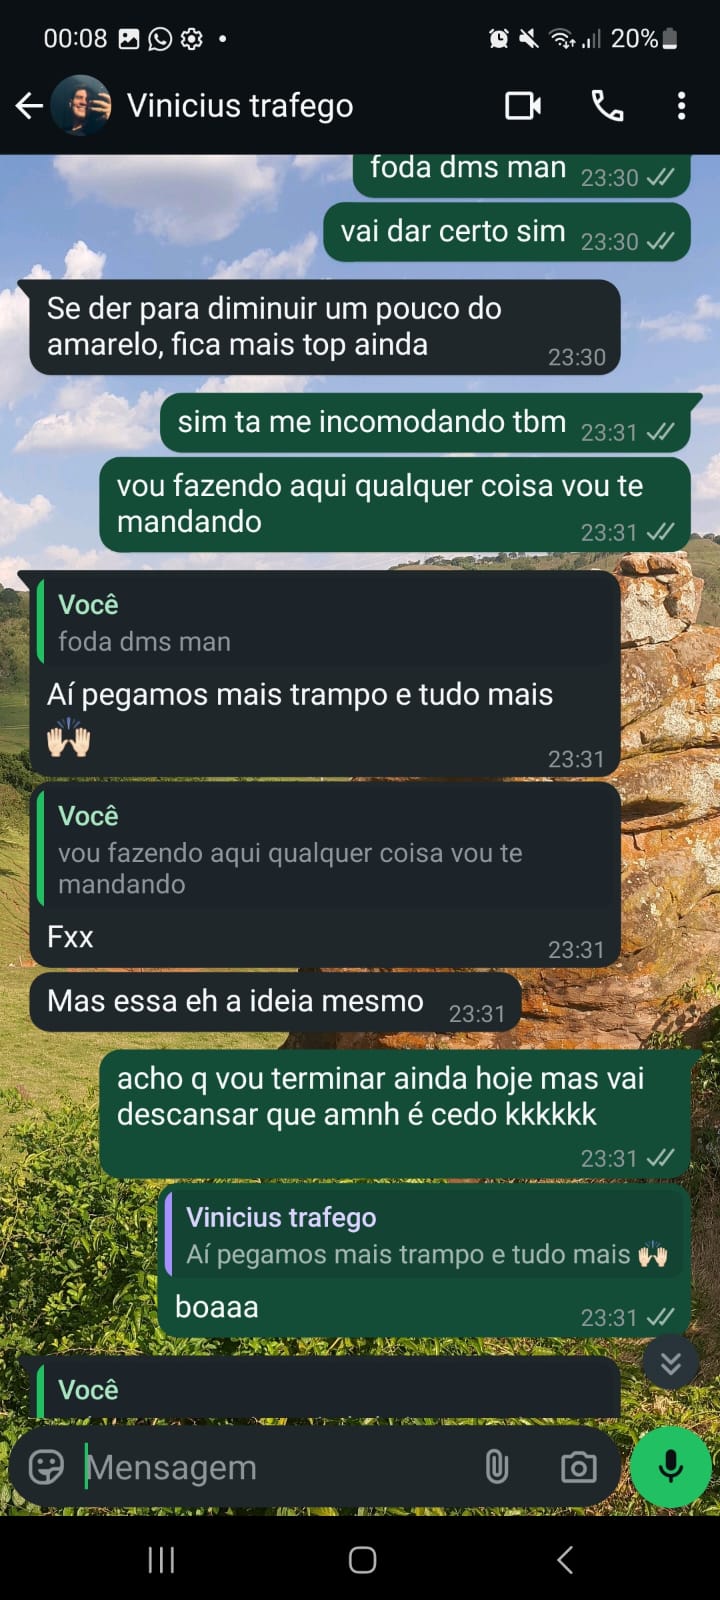 00:08
20%
Vinicius trafego
foda dms man 23:30
vai dar certo sim 23:30
Se der para diminuir um pouco do
amarelo, fica mais top ainda
23:30
sim ta me incomodando tbm 23:31
vou fazendo aqui qualquer coisa vou te
mandando
23:31
Você
foda dms man
Aí pegamos mais trampo e tudo mais
🙌🏻
23:31
Você
vou fazendo aqui qualquer coisa vou te
mandando
Fxx
23:31
Mas essa eh a ideia mesmo 23:31
acho q vou terminar ainda hoje mas vai
descansar que amnh é cedo kkkkkk
23:31
Vinicius trafego
Aí pegamos mais trampo e tudo mais 🙌🏻
boaaa
23:31
Você
Mensagem